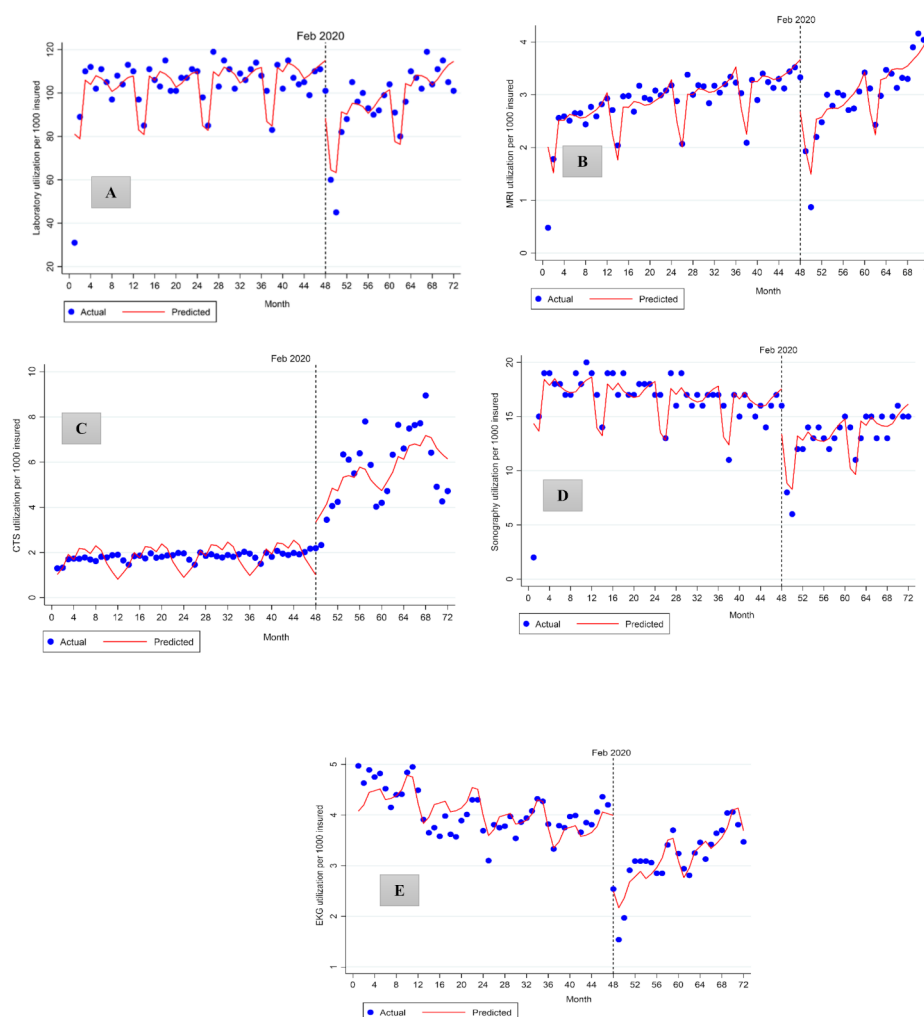 Feb 2020
Laboratory utilization per 1000 insured
120
100
80
60
40
20
A
0 4 8 12 16 20 24 28 32 36 40 44 48 52 56 60 64 68 72
Month
Actual Predicted
MRI utilization per 1000 insured
4
3
2
1
0
B
0 4 8 12 16 20 24 28 32 36 40 44 48 52 56 60 64 68
Month
Actual Predicted
Feb 2020
CTS utilization per 1000 insured
10
8
6
4
2
0
C
0 4 8 12 16 20 24 28 32 36 40 44 48 52 56 60 64 68 72
Month
Actual Predicted
Feb 2020
Sonography utilization per 1000 insured
20
15
10
5
0
D
0 4 8 12 16 20 24 28 32 36 40 44 48 52 56 60 64 68 72
Month
Actual Predicted
Feb 2020
EKG utilization per 1000 insured
5
4
3
2
1
E
0 4 8 12 16 20 24 28 32 36 40 44 48 52 56 60 64 68 72
Month
Actual Predicted